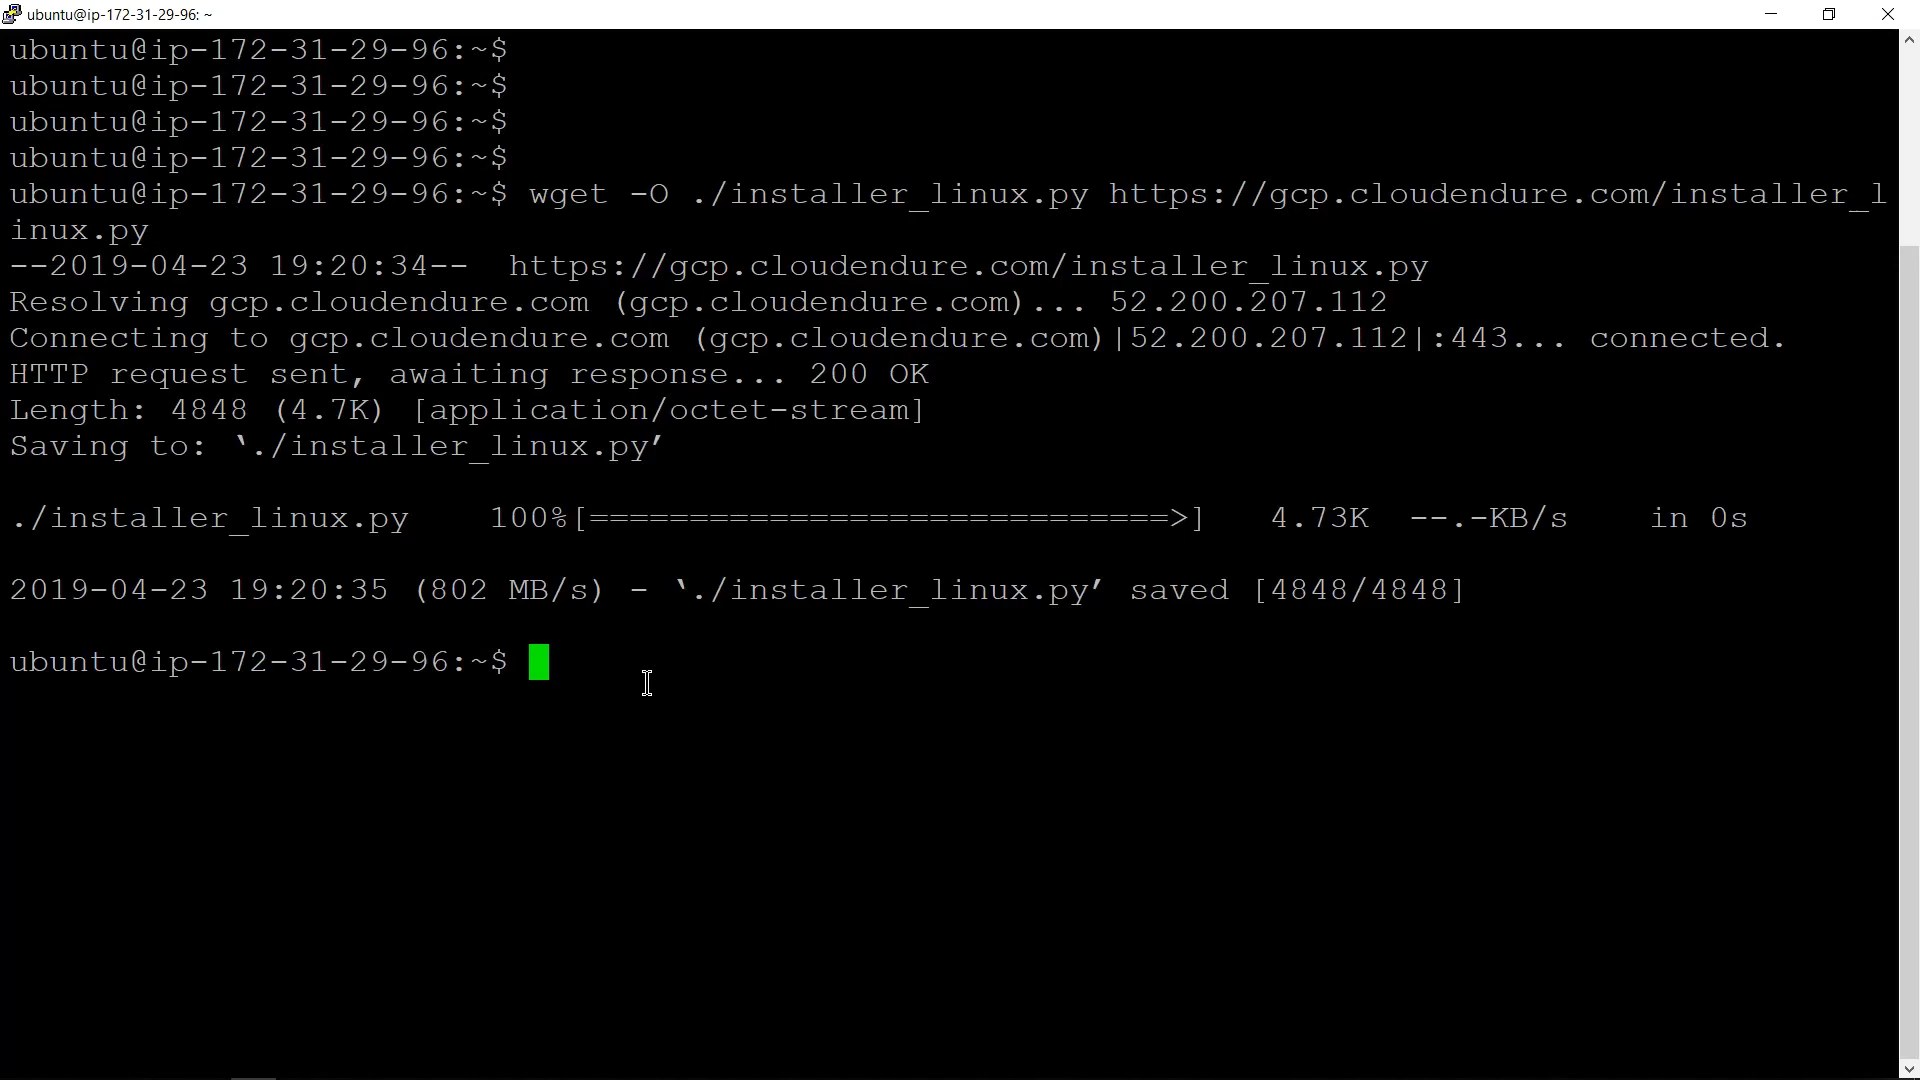 ubuntu@ip-172-31-29-96: ~
ubuntu@ip-172-31-29-96:~$
ubuntu@ip-172-31-29-96:~$
ubuntu@ip-172-31-29-96:~$
ubuntu@ip-172-31-29-96:~$
ubuntu@ip-172-31-29-96:~$ wget -O ./installer_linux.py https://gcp.cloudendure.com/installer_l
inux.py
--2019-04-23 19:20:34--  https://gcp.cloudendure.com/installer_linux.py
Resolving gcp.cloudendure.com (gcp.cloudendure.com)... 52.200.207.112
Connecting to gcp.cloudendure.com (gcp.cloudendure.com)|52.200.207.112|:443... connected.
HTTP request sent, awaiting response... 200 OK
Length: 4848 (4.7K) [application/octet-stream]
Saving to: ‘./installer_linux.py’
./installer_linux.py    100%[=============================>]   4.73K  --.-KB/s    in 0s
2019-04-23 19:20:35 (802 MB/s) - ‘./installer_linux.py’ saved [4848/4848]
ubuntu@ip-172-31-29-96:~$